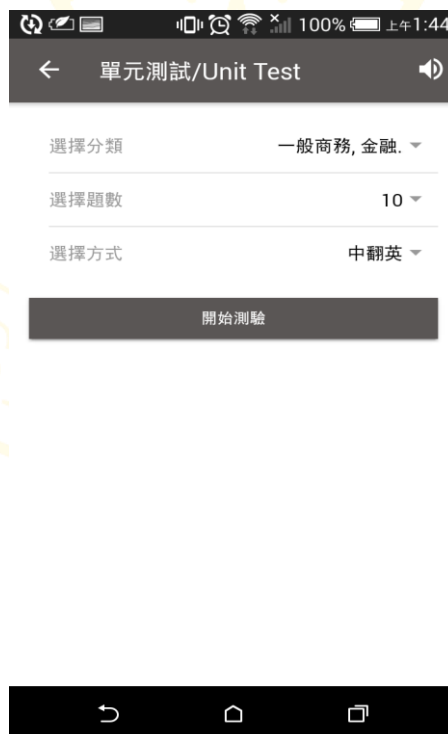 100% 上午1:44
單元測試/Unit Test
選擇分類 一般商務, 金融.
選擇題數 10
選擇方式 中翻英
開始測驗